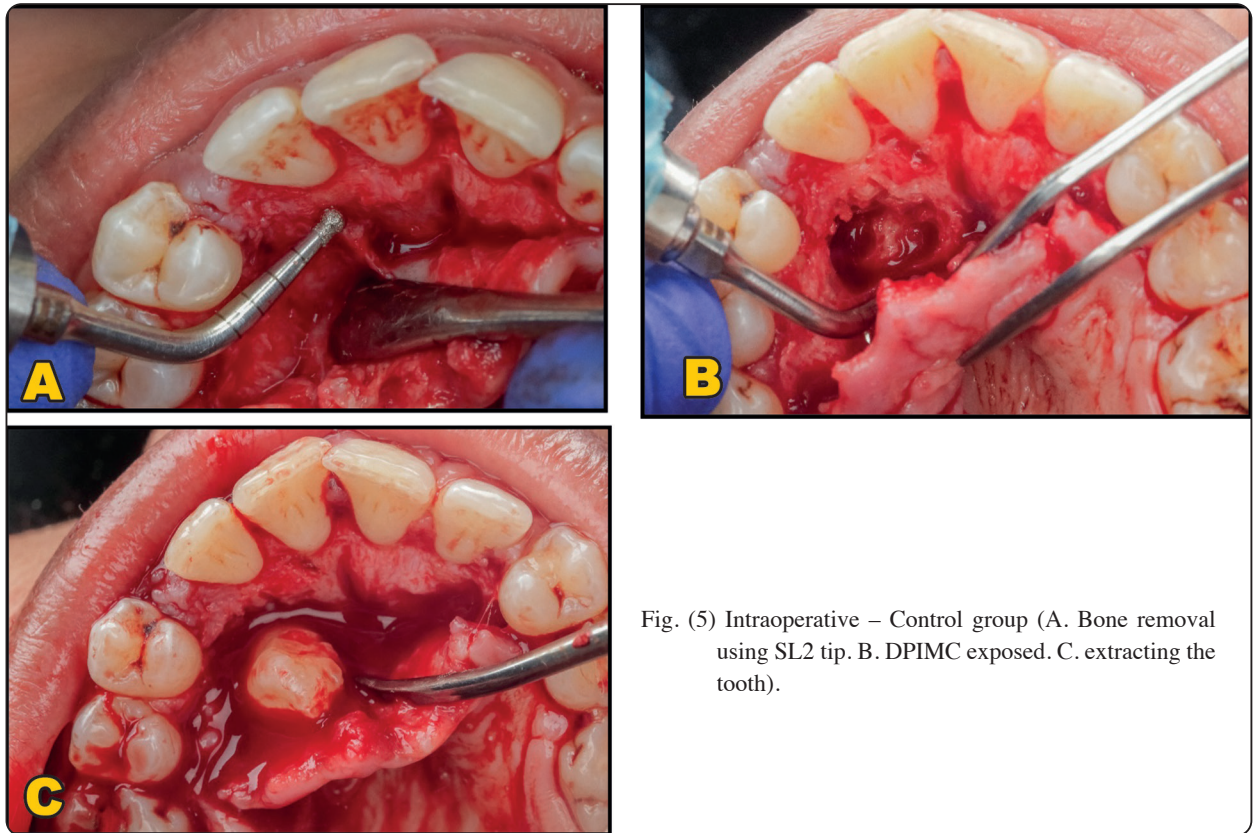 A
B
C
Fig. (5) Intraoperative – Control group (A. Bone removal
using SL2 tip. B. DPIMC exposed. C. extracting the
tooth).